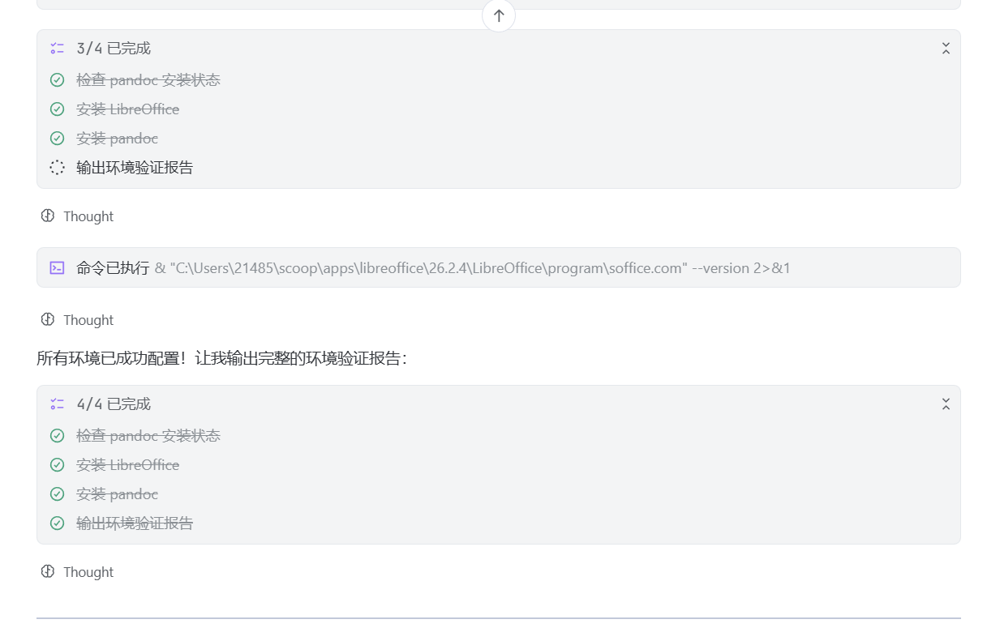 3/4 已完成
检查 pandoc 安装状态
安装 LibreOffice
安装 pandoc
输出环境验证报告
Thought
命令已执行 & "C:\Users\21485\scoop\apps\libreoffice\26.2.4\LibreOffice\program\soffice.com" --version 2>&1
Thought
所有环境已成功配置！让我输出完整的环境验证报告：
4/4 已完成
检查 pandoc 安装状态
安装 LibreOffice
安装 pandoc
输出环境验证报告
Thought